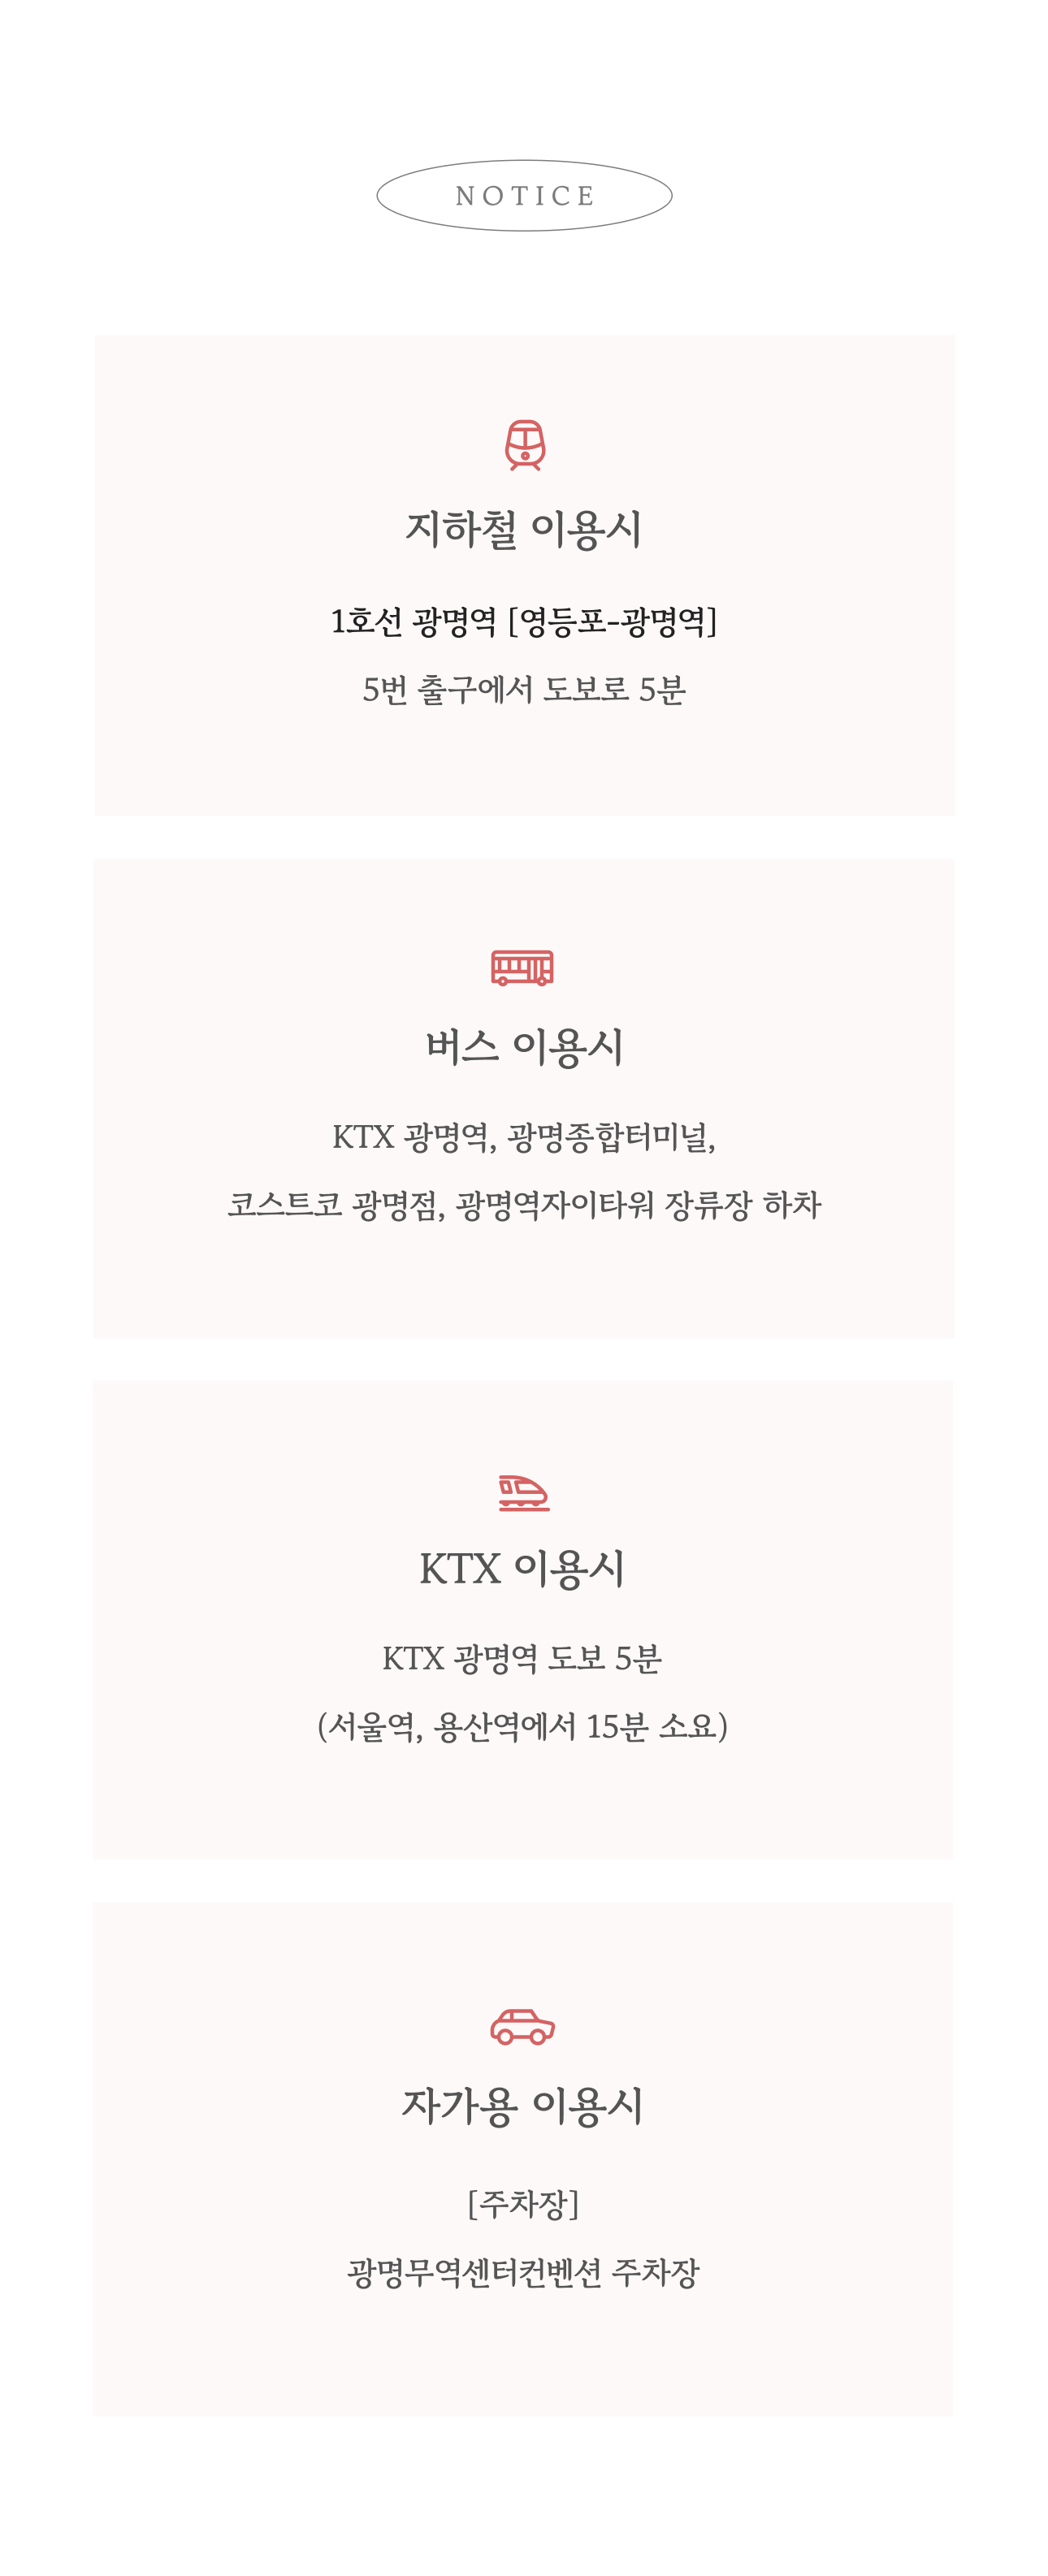 NOTICE
지하철 이용시
1호선 광명역 [영등포-광명역]
5번 출구에서 도보로 5분
버스 이용시
KTX 광명역, 광명종합터미널,
코스트코 광명점, 광명역자이타워 장류장 하차
KTX 이용시
KTX 광명역 도보 5분
(서울역, 용산역에서 15분 소요)
자가용 이용시
[주차장]
광명무역센터컨벤션 주차장